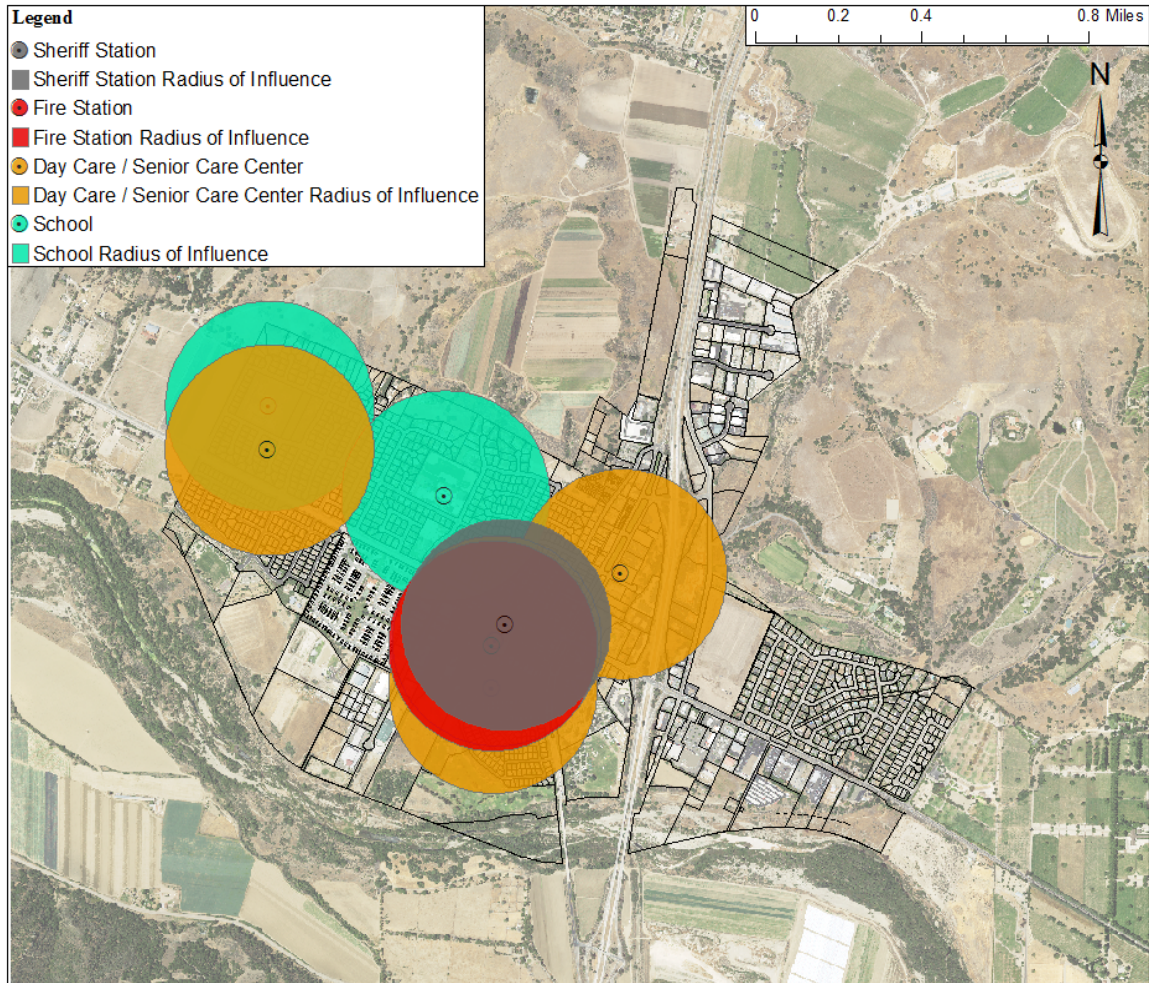 Legend
Sheriff Station
Sheriff Station Radius of Influence
Fire Station
Fire Station Radius of Influence
Day Care / Senior Care Center
Day Care / Senior Care Center Radius of Influence
School
School Radius of Influence
0 0.2 0.4 0.8 Miles
N